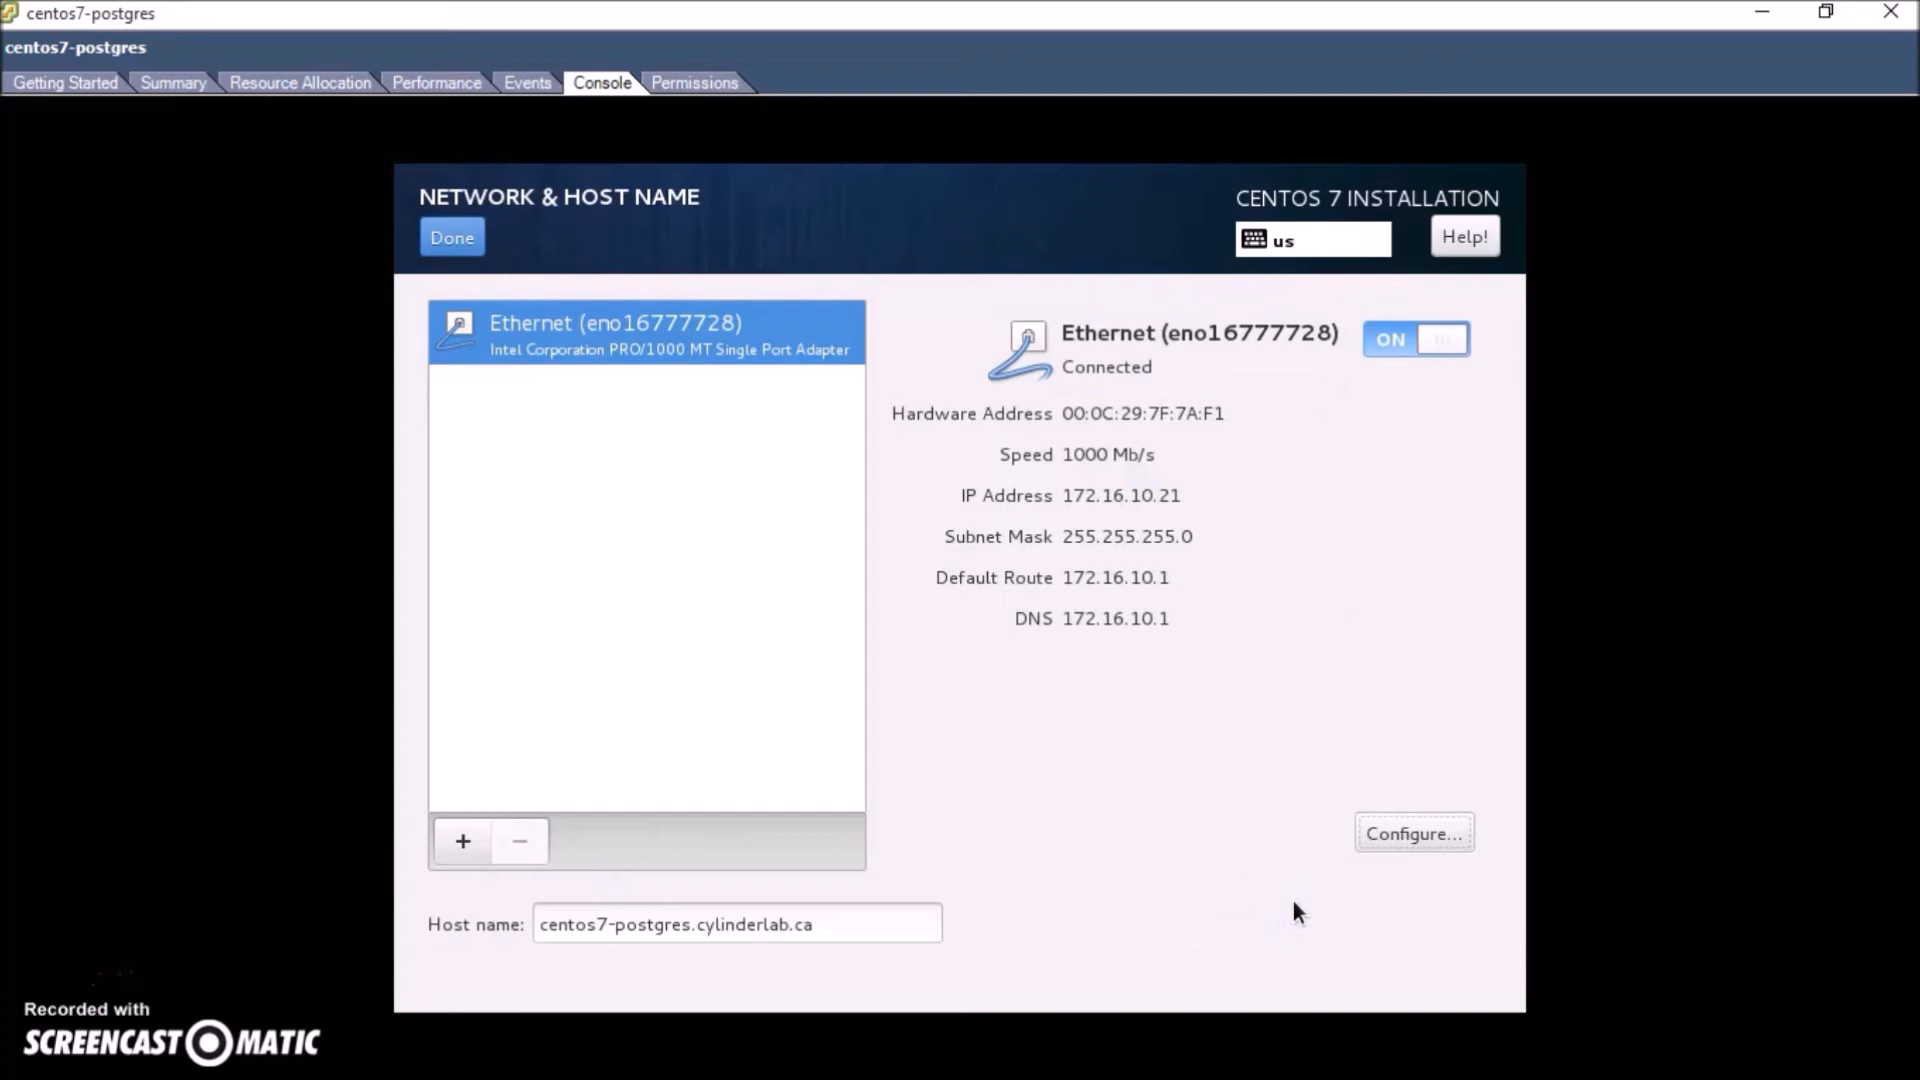 centos7-postgres
centos7-postgres
Getting Started Summary Resource Allocation Performance Events Console Permissions
NETWORK & HOST NAME
CENTOS 7 INSTALLATION
Done
us
Help!
Ethernet (eno16777728)
Intel Corporation PRO/1000 MT Single Port Adapter
Ethernet (eno16777728)
ON
Connected
Hardware Address 00:0C:29:7F:7A:F1
Speed 1000 Mb/s
IP Address 172.16.10.21
Subnet Mask 255.255.255.0
Default Route 172.16.10.1
DNS 172.16.10.1
+ −
Configure...
Host name: centos7-postgres.cylinderlab.ca
Recorded with
SCREENCAST MATIC